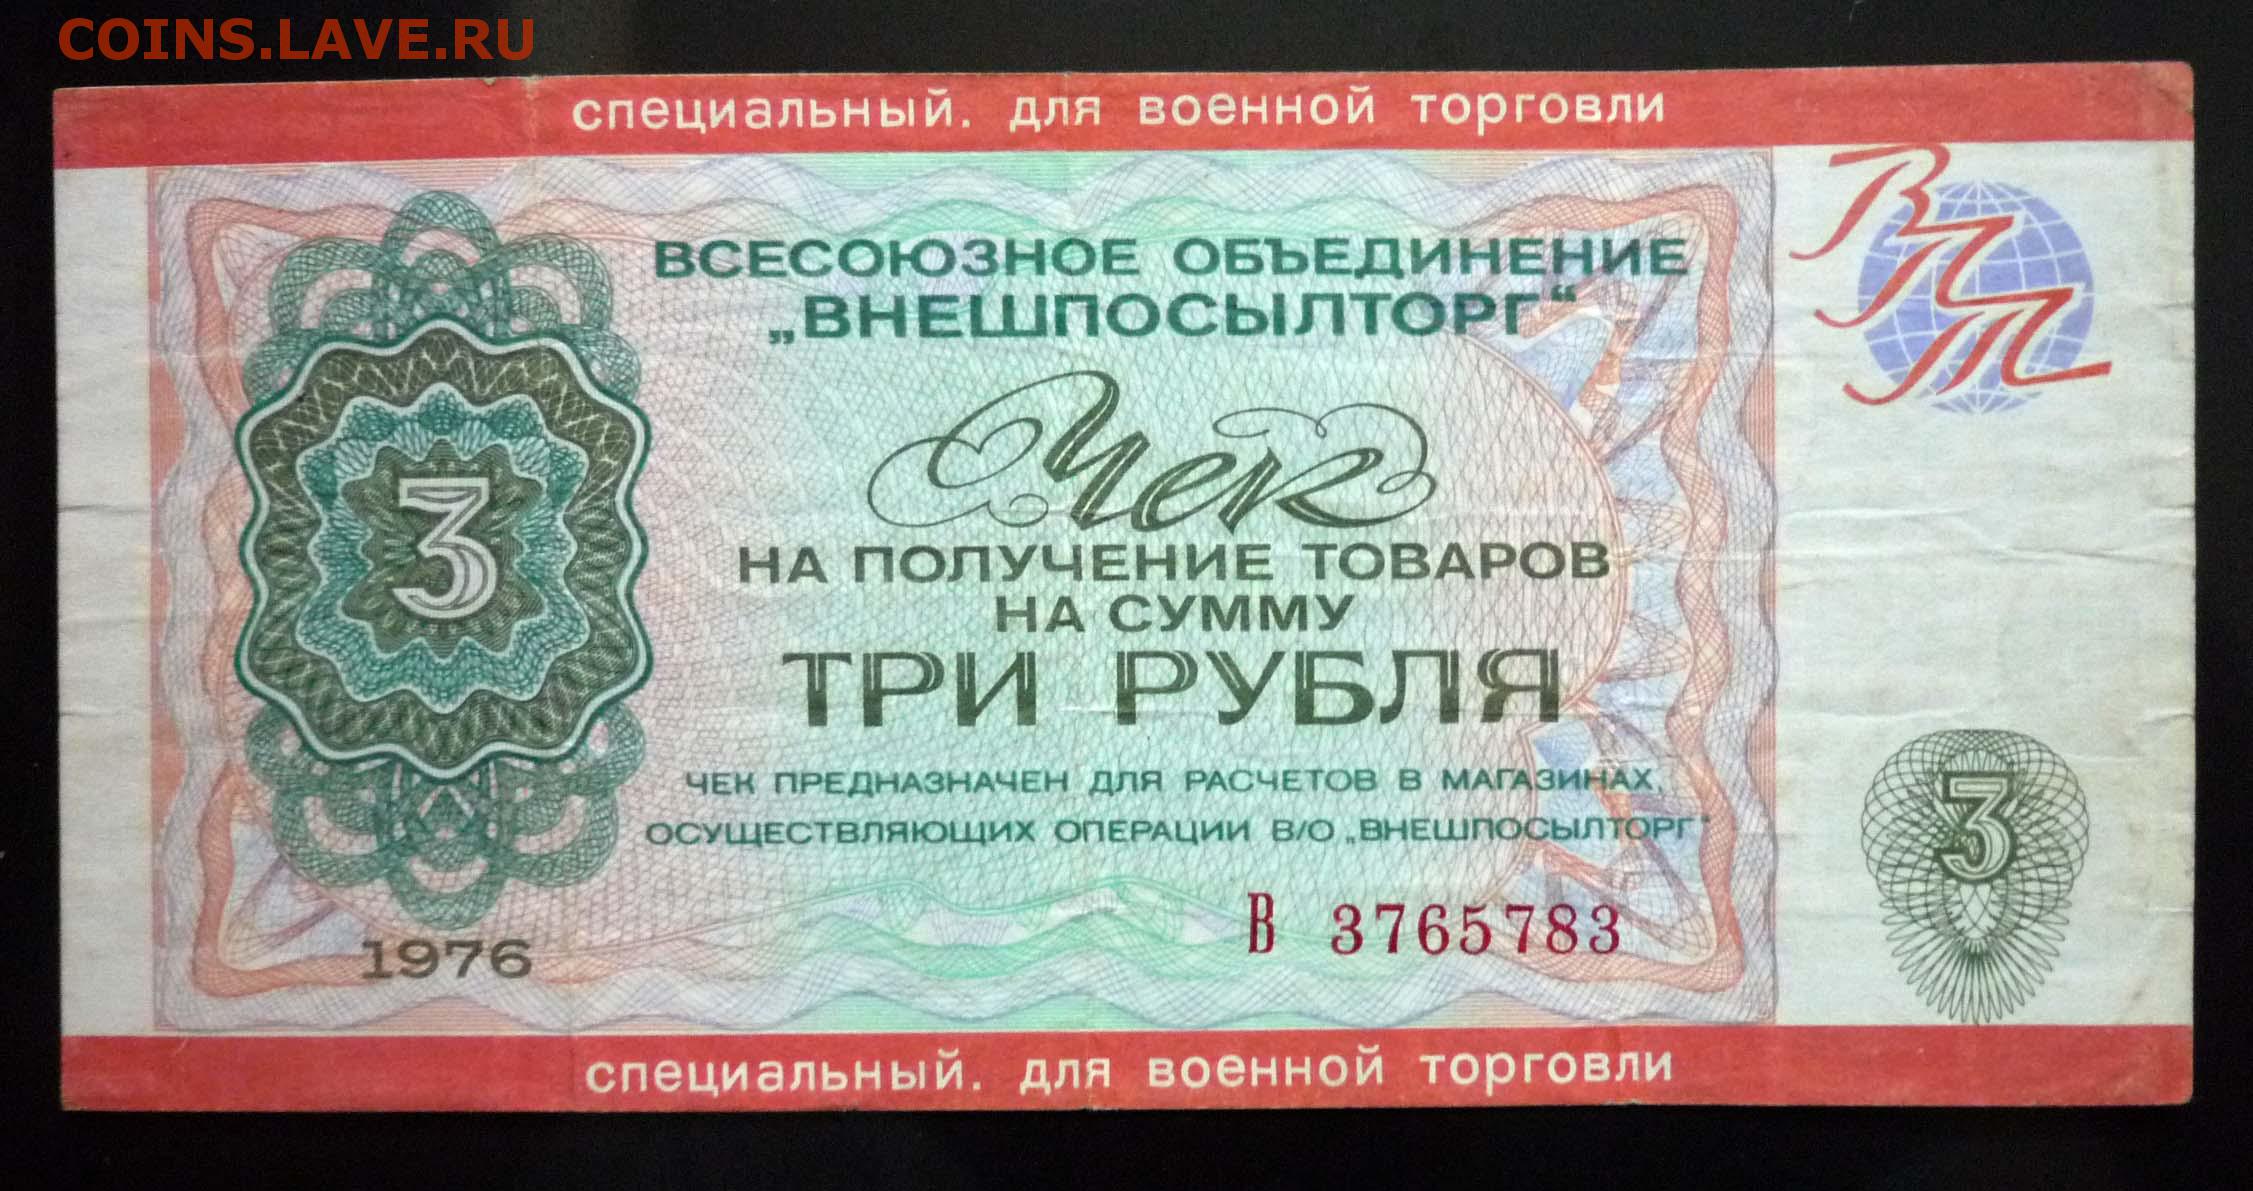 COINS.LAVE.RU
специальный. для военной торговли
ВПТ
ВСЕСОЮЗНОЕ ОБЪЕДИНЕНИЕ
„ВНЕШПОСЫЛТОРГ“
Чек
НА ПОЛУЧЕНИЕ ТОВАРОВ
НА СУММУ
3
ТРИ РУБЛЯ
ЧЕК ПРЕДНАЗНАЧЕН ДЛЯ РАСЧЕТОВ В МАГАЗИНАХ,
ОСУЩЕСТВЛЯЮЩИХ ОПЕРАЦИИ В/О „ВНЕШПОСЫЛТОРГ“
3
В 3765783
1976
специальный. для военной торговли